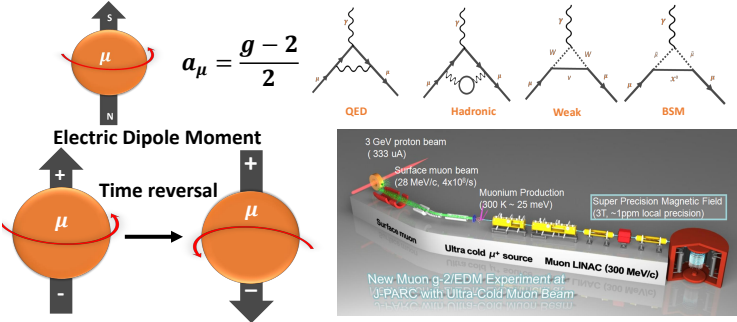 S
μ
N
a_μ = (g − 2) / 2
γ
μ
μ
QED
γ
μ
μ
Hadronic
γ
W
W
μ
ν
μ
Weak
γ
μ̃
μ̃
μ
X⁰
μ
BSM
Electric Dipole Moment
+
μ
-
Time reversal
+
μ
−
3 GeV proton beam
( 333 uA)
Surface muon beam
(28 MeV/c, 4x10⁸/s)
Muonium Production
(300 K ~ 25 meV)
Super Precision Magnetic Field
(3T, ~1ppm local precision)
Surface muon
Ultra cold μ⁺ source
Muon LINAC (300 MeV/c)
New Muon g-2/EDM Experiment at
J-PARC with Ultra-Cold Muon Beam